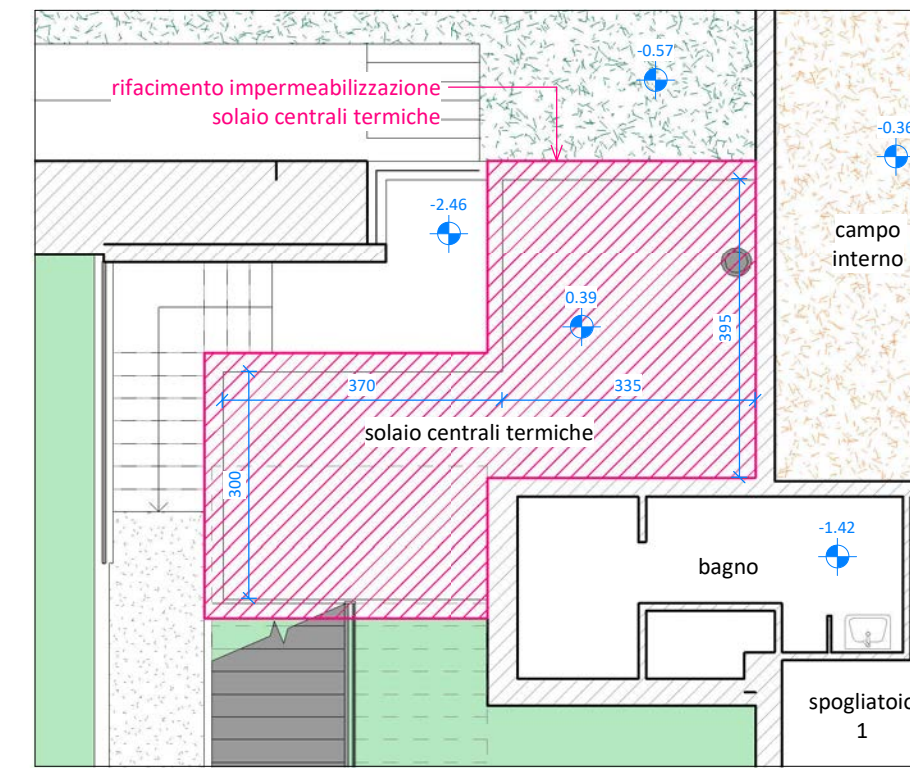 -0.57
rifacimento impermeabilizzazione
solaio centrali termiche
-0.36
-2.46
campo
interno
0.39
395
370
335
solaio centrali termiche
300
-1.42
bagno
spogliatoio
1